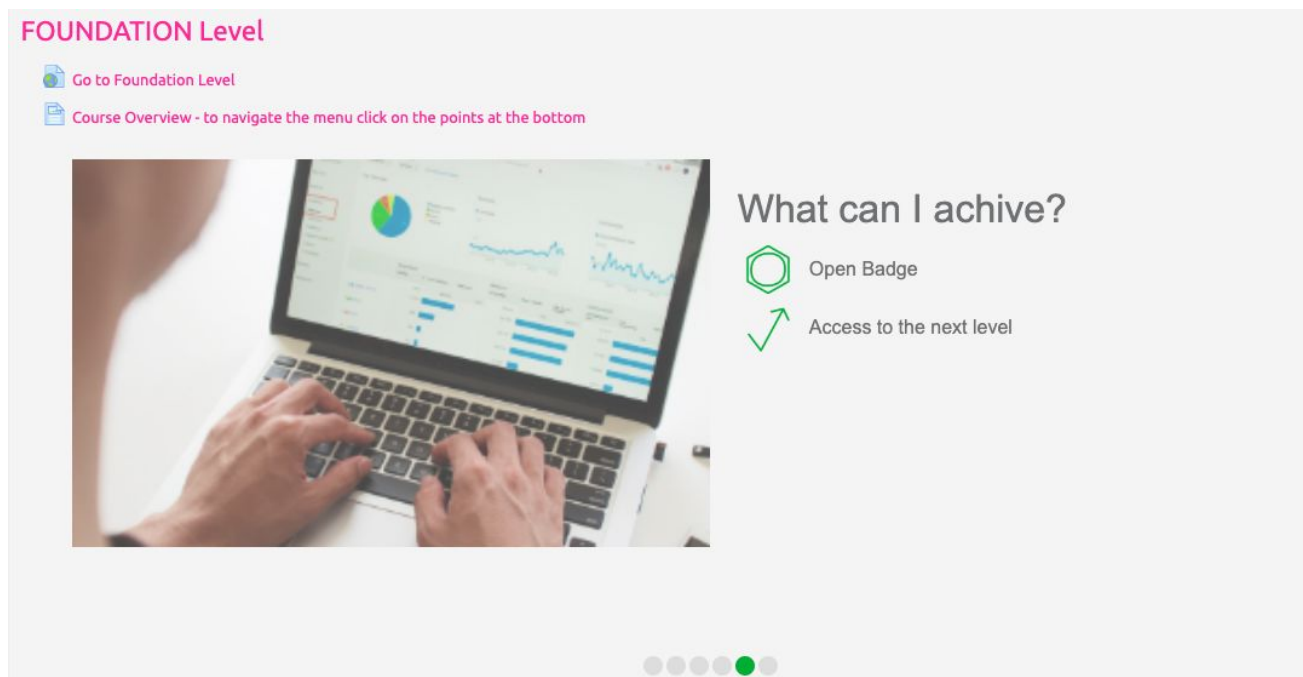 FOUNDATION Level
Go to Foundation Level
Course Overview - to navigate the menu click on the points at the bottom
What can I achive?
Open Badge
Access to the next level